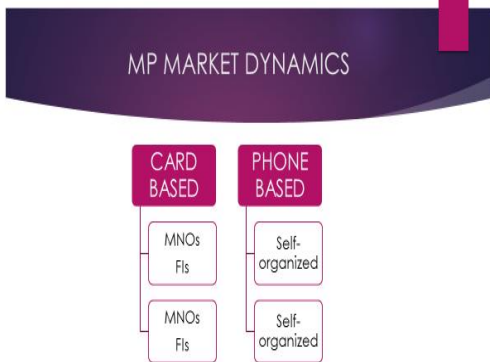 MP MARKET DYNAMICS
CARD
BASED
MNOs
FIs
MNOs
FIs
PHONE
BASED
Self-
organized
Self-
organized